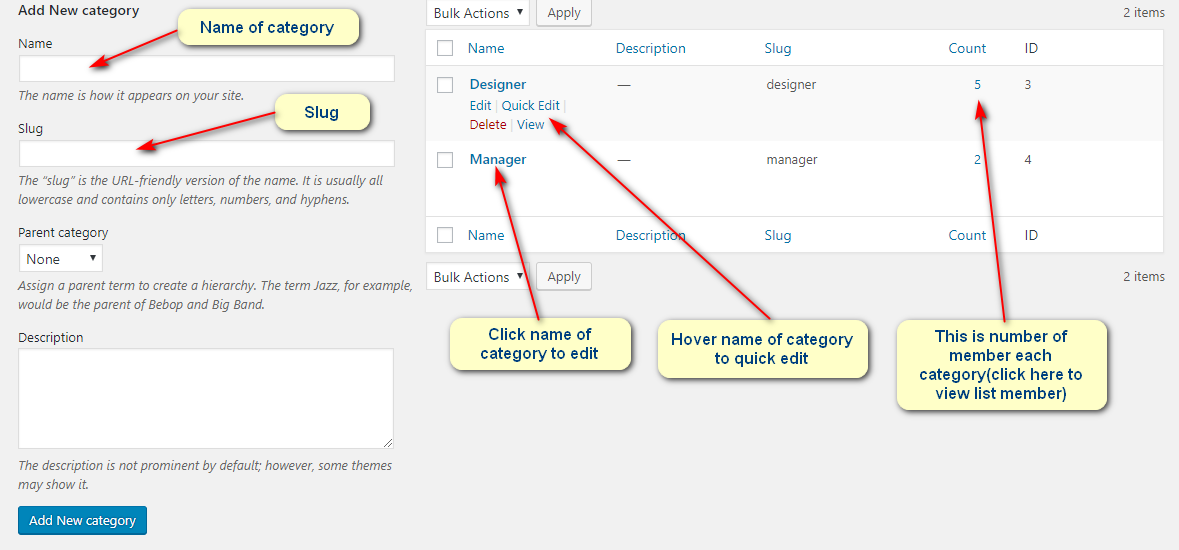 Add New category
Name of category
Name
The name is how it appears on your site.
Slug
Slug
The “slug” is the URL-friendly version of the name. It is usually all
lowercase and contains only letters, numbers, and hyphens.
Parent category
None
Assign a parent term to create a hierarchy. The term Jazz, for example,
would be the parent of Bebop and Big Band.
Description
The description is not prominent by default; however, some themes
may show it.
Add New category
Bulk Actions Apply 2 items
Name Description Slug Count ID
Designer — designer 5 3
Edit | Quick Edit |
Delete | View
Manager — manager 2 4
Name Description Slug Count ID
Bulk Actions Apply 2 items
Click name of
category to edit
Hover name of category
to quick edit
This is number of
member each
category(click here to
view list member)